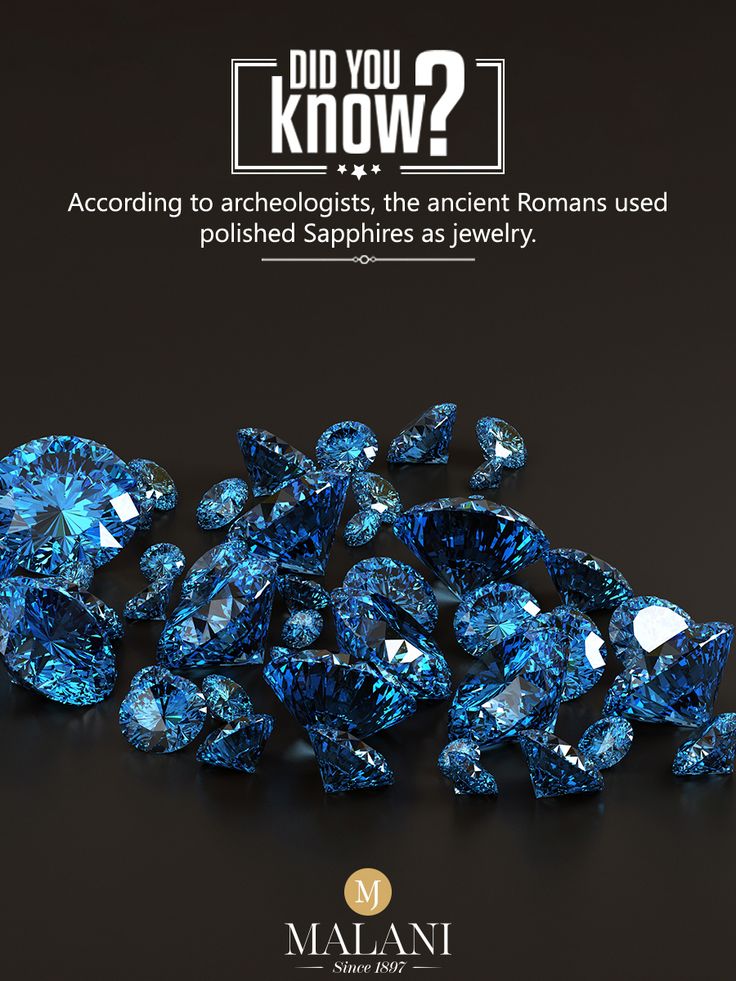 DID YOU
know?
According to archeologists, the ancient Romans used
polished Sapphires as jewelry.
MJ
MALANI
Since 1897